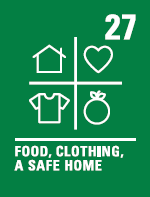 27
FOOD, CLOTHING,
A SAFE HOME